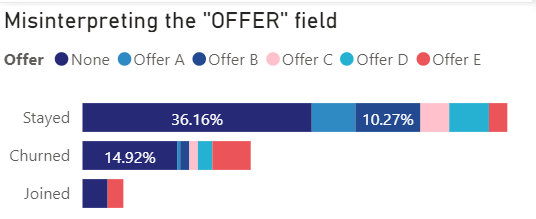 Misinterpreting the "OFFER" field
Offer None Offer A Offer B Offer C Offer D Offer E
Stayed 36.16% 10.27%
Churned 14.92%
Joined